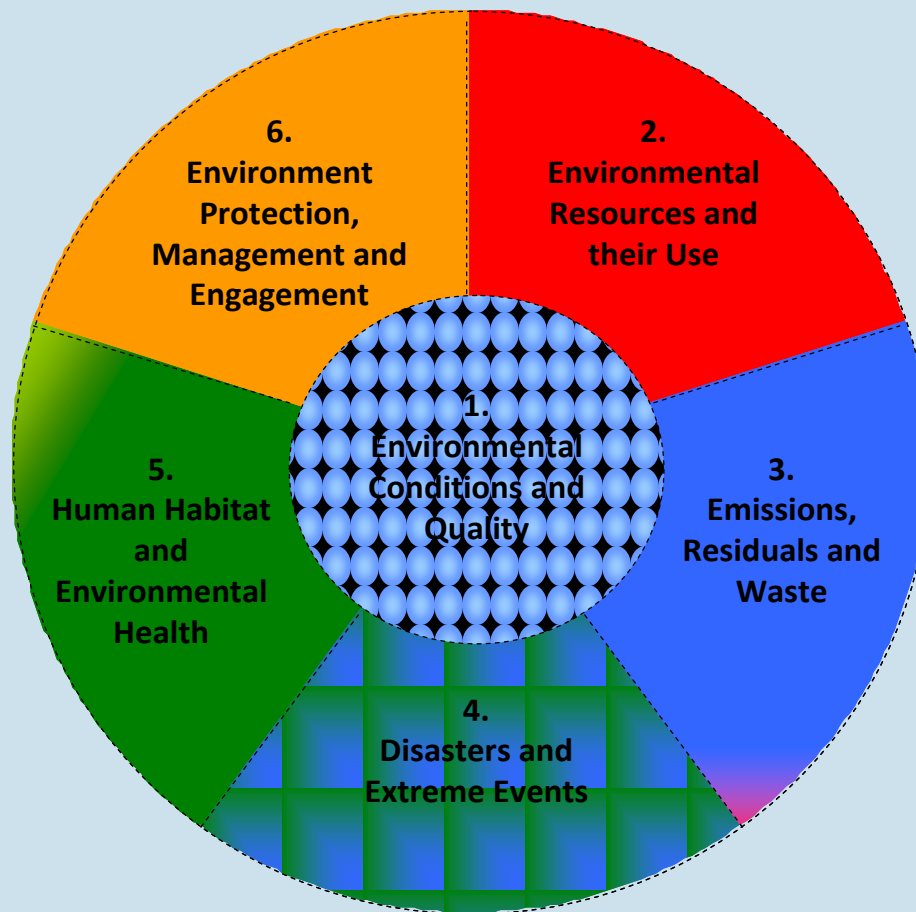 1.
Environmental
Conditions and
Quality
2.
Environmental
Resources and
their Use
3.
Emissions,
Residuals and
Waste
4.
Disasters and
Extreme Events
5.
Human Habitat
and
Environmental
Health
6.
Environment
Protection,
Management and
Engagement